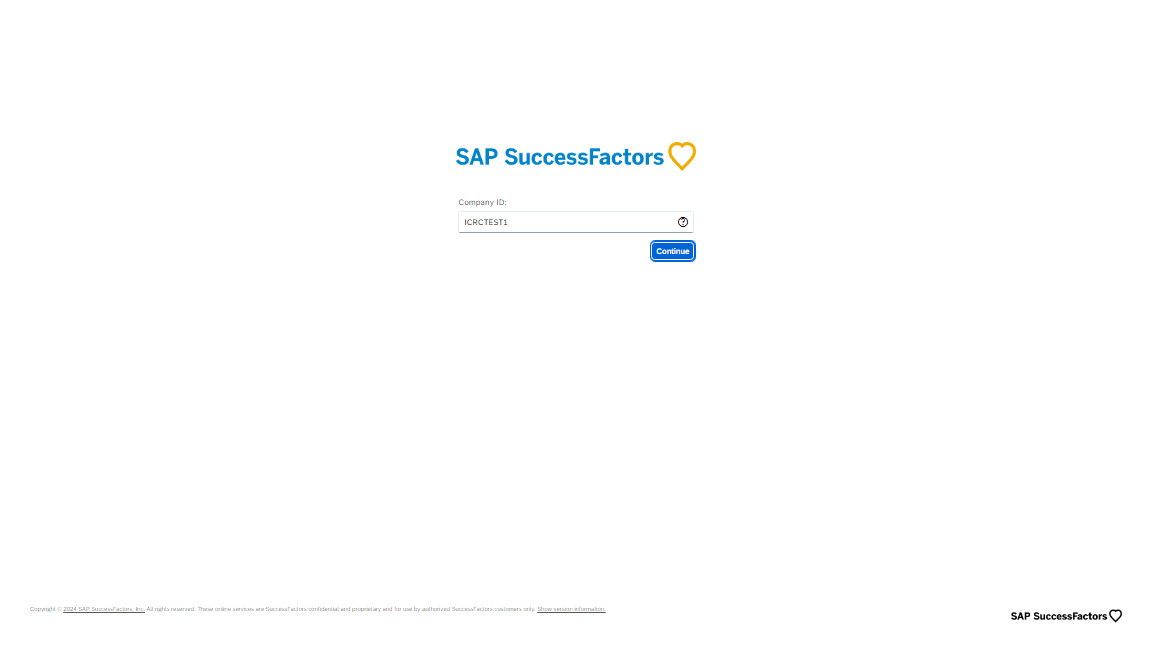 SAP SuccessFactors
Company ID:
ICRCTEST1
Continue
Copyright © 2024 SAP SuccessFactors, Inc. All rights reserved. These online services are SuccessFactors confidential and proprietary and for use by authorized SuccessFactors customers only. Show version information.
SAP SuccessFactors